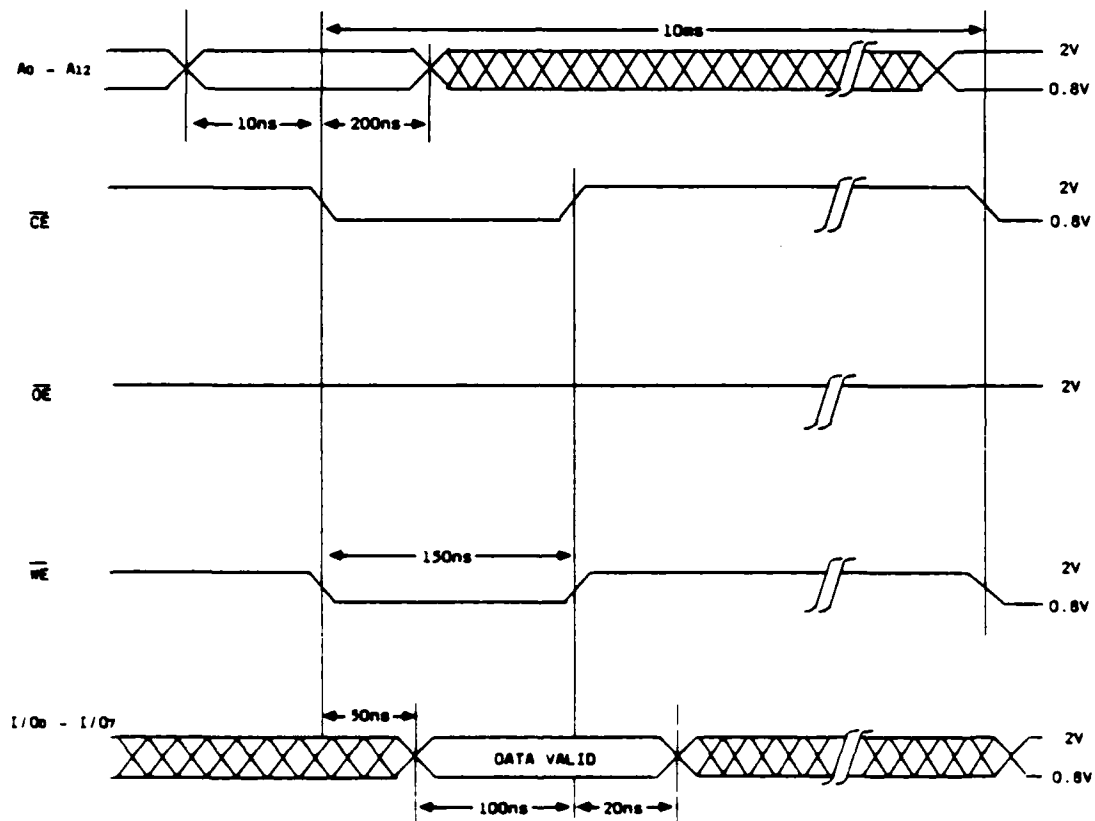 10ms
A0 - A12
2V
0.8V
10ns
200ns
CE
2V
0.8V
OE
2V
150ns
WE
2V
0.8V
50ns
I/O0 - I/O7
DATA VALID
2V
0.8V
100ns
20ns